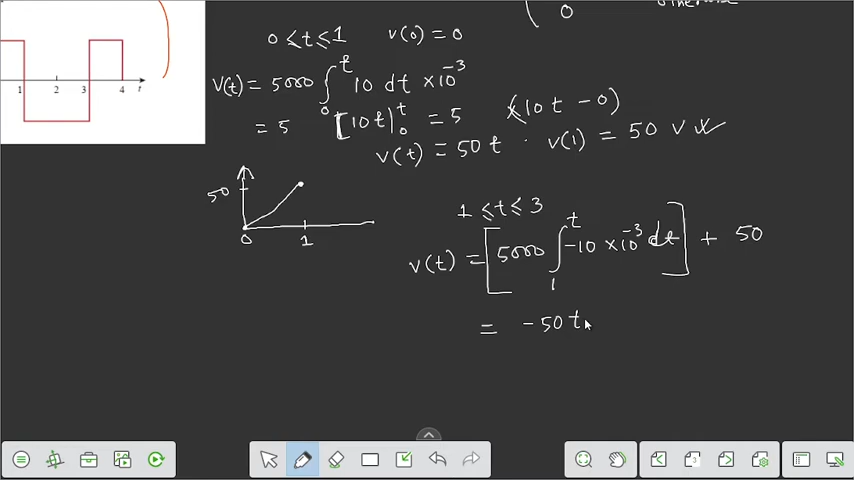 0
0 ≤ t ≤ 1 v(0) = 0
v(t) = 5000 ∫₀ᵗ 10 dt × 10⁻³
= 5 [10t]₀ᵗ = 5 (10t - 0)
v(t) = 50 t . v(1) = 50 v
1 2 3 4 t
50
0 1
1 ≤ t ≤ 3
v(t) = [5000 ∫₁ᵗ -10 × 10⁻³ dt] + 50
= - 50 t
3